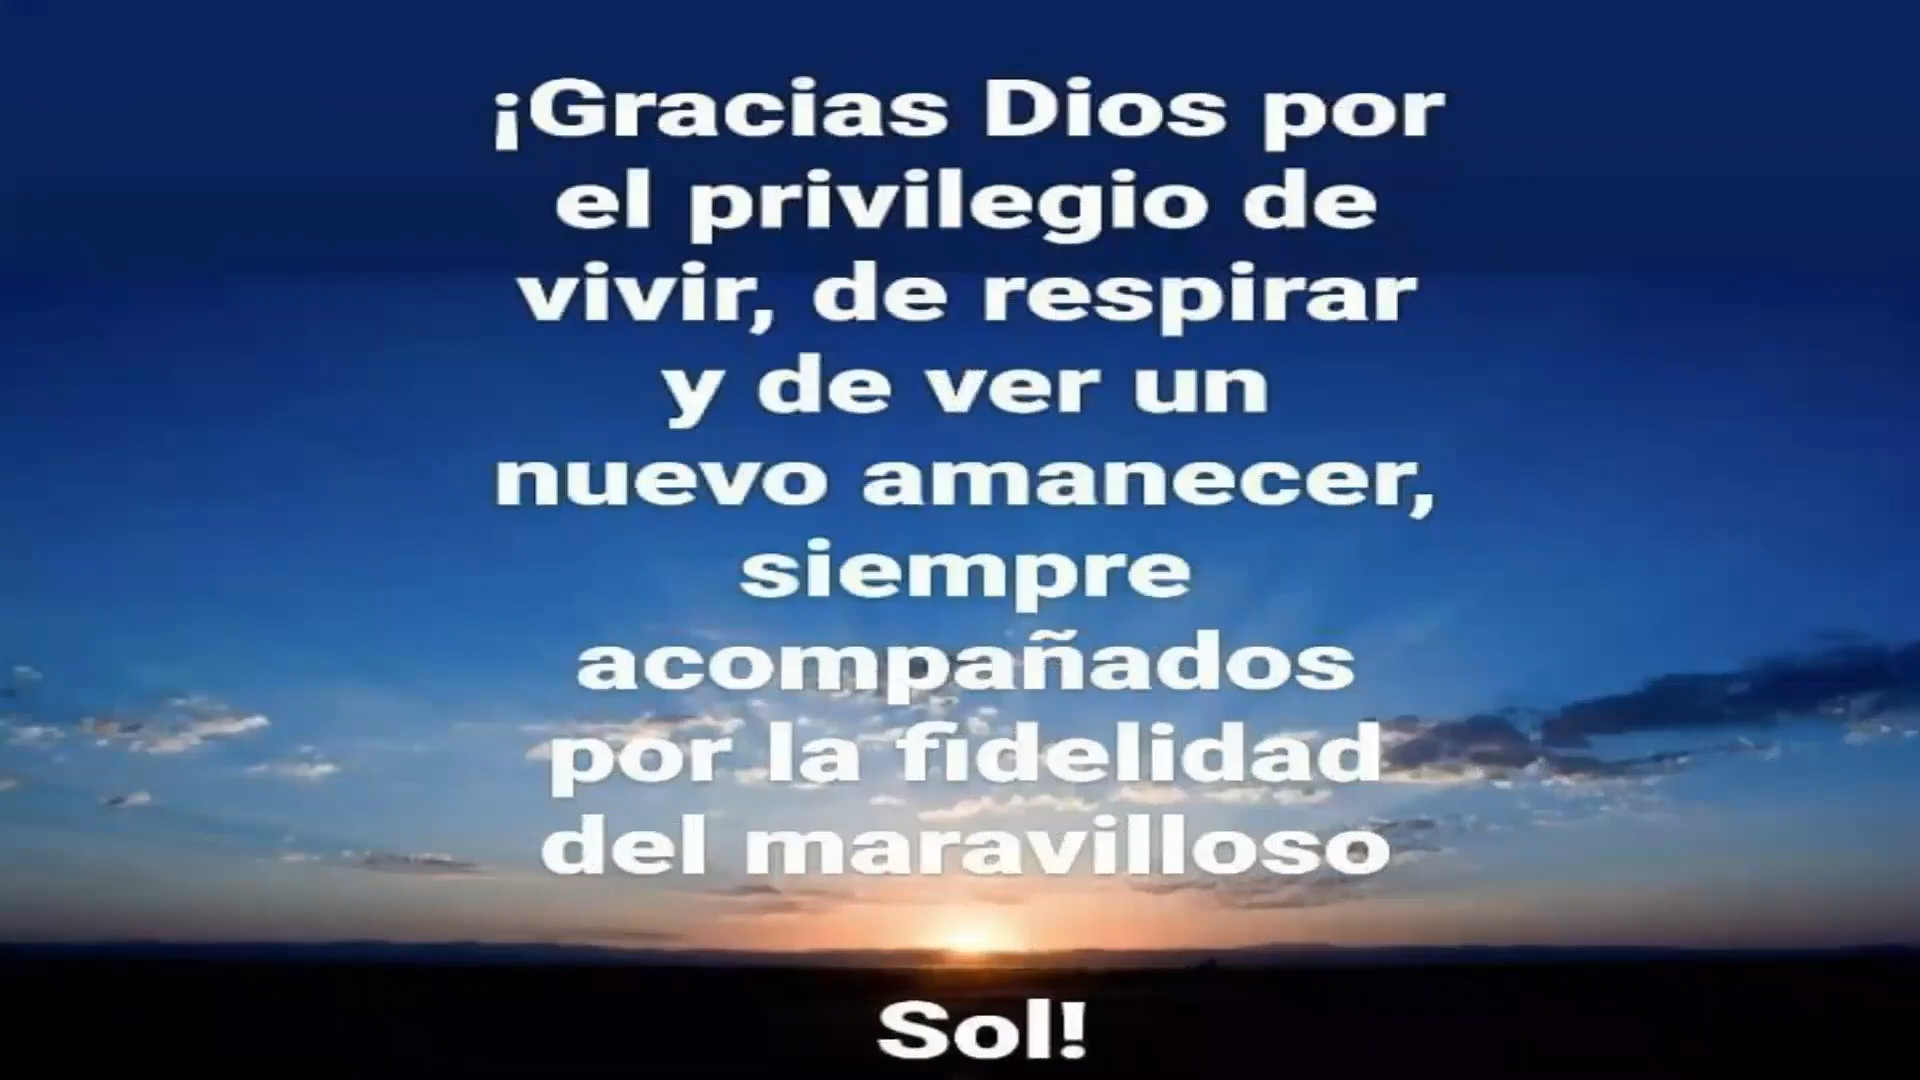 ¡Gracias Dios por
el privilegio de
vivir, de respirar
y de ver un
nuevo amanecer,
siempre
acompañados
por la fidelidad
del maravilloso
Sol!